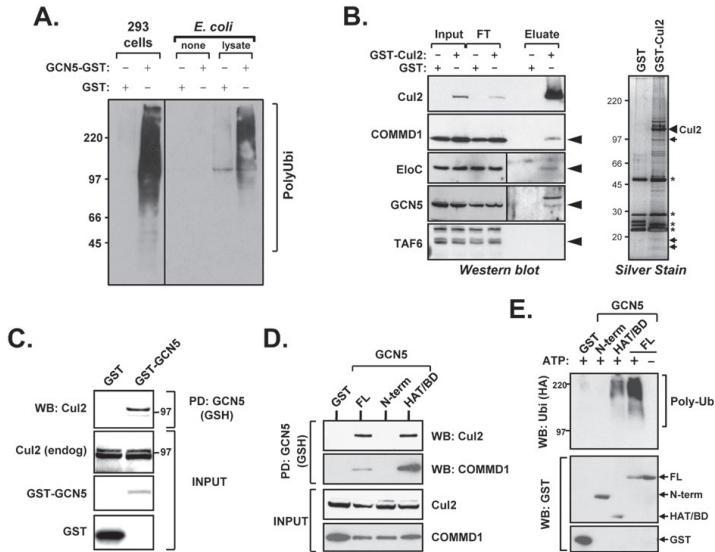 A.
293 cells
E. coli
none
lysate
GCN5-GST: – + – + – +
GST: + – + – + –
220
97
66
45
PolyUbi
B.
Input
FT
Eluate
GST-Cul2: – + – + – +
GST: + – + – + –
Cul2
COMMD1
EloC
GCN5
TAF6
Western blot
GST
GST-Cul2
220
120
100
60
45
30
20
Cul2
*
*
*
*
Silver Stain
C.
GST
GST-GCN5
WB: Cul2
97
PD: GCN5 (GSH)
Cul2 (endog)
97
GST-GCN5
GST
INPUT
D.
GCN5
GST
FL
N-term
HAT/BD
PD: GCN5 (GSH)
WB: Cul2
WB: COMMD1
INPUT
Cul2
COMMD1
E.
GCN5
GST
N-term
HAT/BD
FL
ATP: + + + + –
WB: Ubi (HA)
220
97
Poly-Ub
WB: GST
FL
N-term
HAT/BD
GST